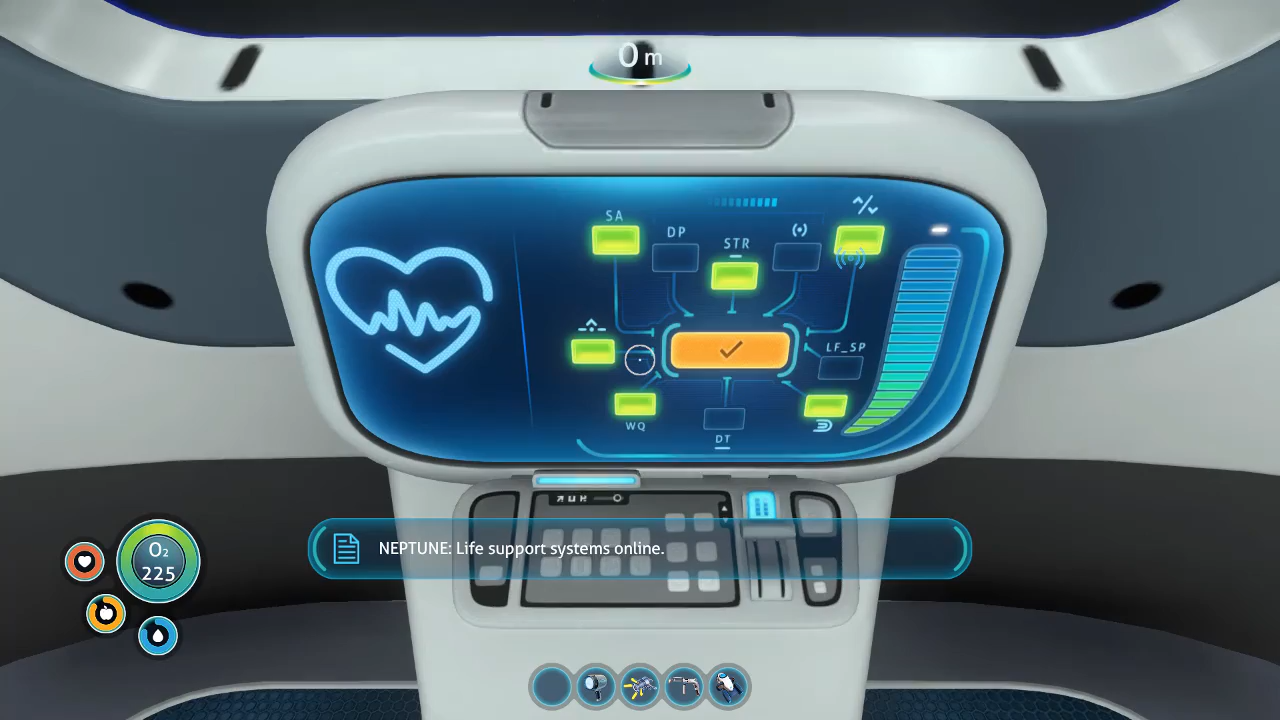 0 m
SA
DP
STR
LF_SP
WQ
DT
NEPTUNE: Life support systems online.
O₂
225